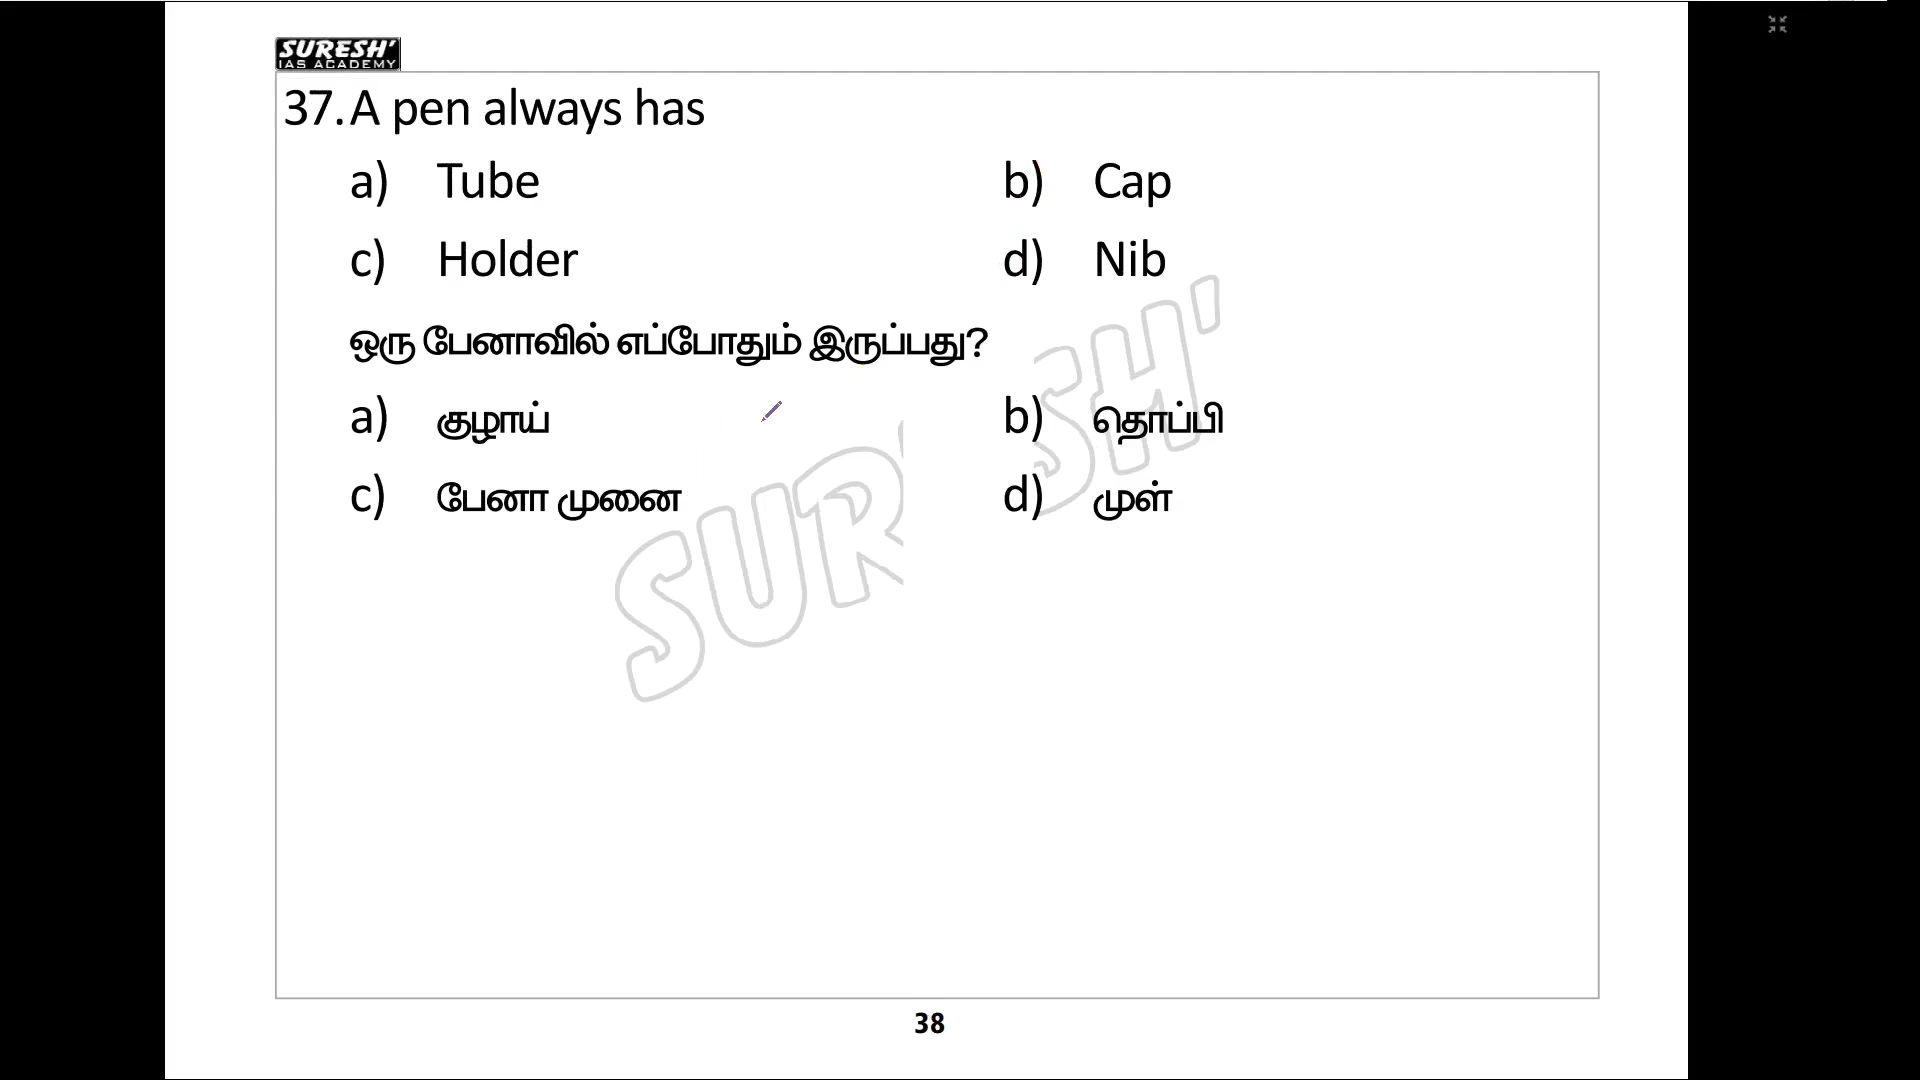 SURESH'
IAS ACADEMY
37. A pen always has
a) Tube b) Cap
c) Holder d) Nib
ஒரு பேனாவில் எப்போதும் இருப்பது?
a) குழாய் b) தொப்பி
c) பேனா முனை d) முள்
SURESH'
38